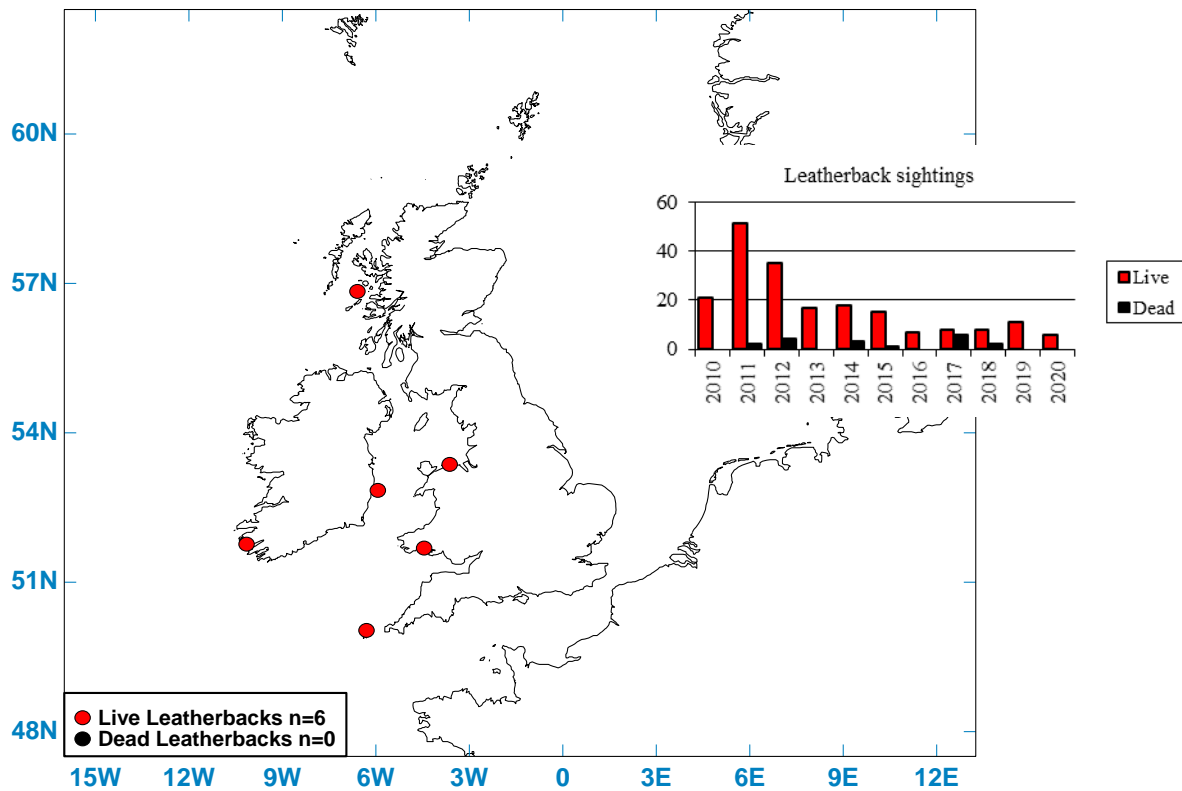 60N
57N
54N
51N
48N
Leatherback sightings
60
40
20
0
2010 2011 2012 2013 2014 2015 2016 2017 2018 2019 2020
Live
Dead
Live Leatherbacks n=6
Dead Leatherbacks n=0
15W 12W 9W 6W 3W 0 3E 6E 9E 12E